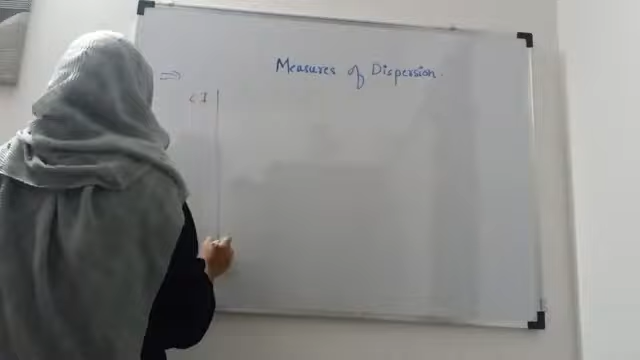 Measures of Dispersion.
⇒
C I